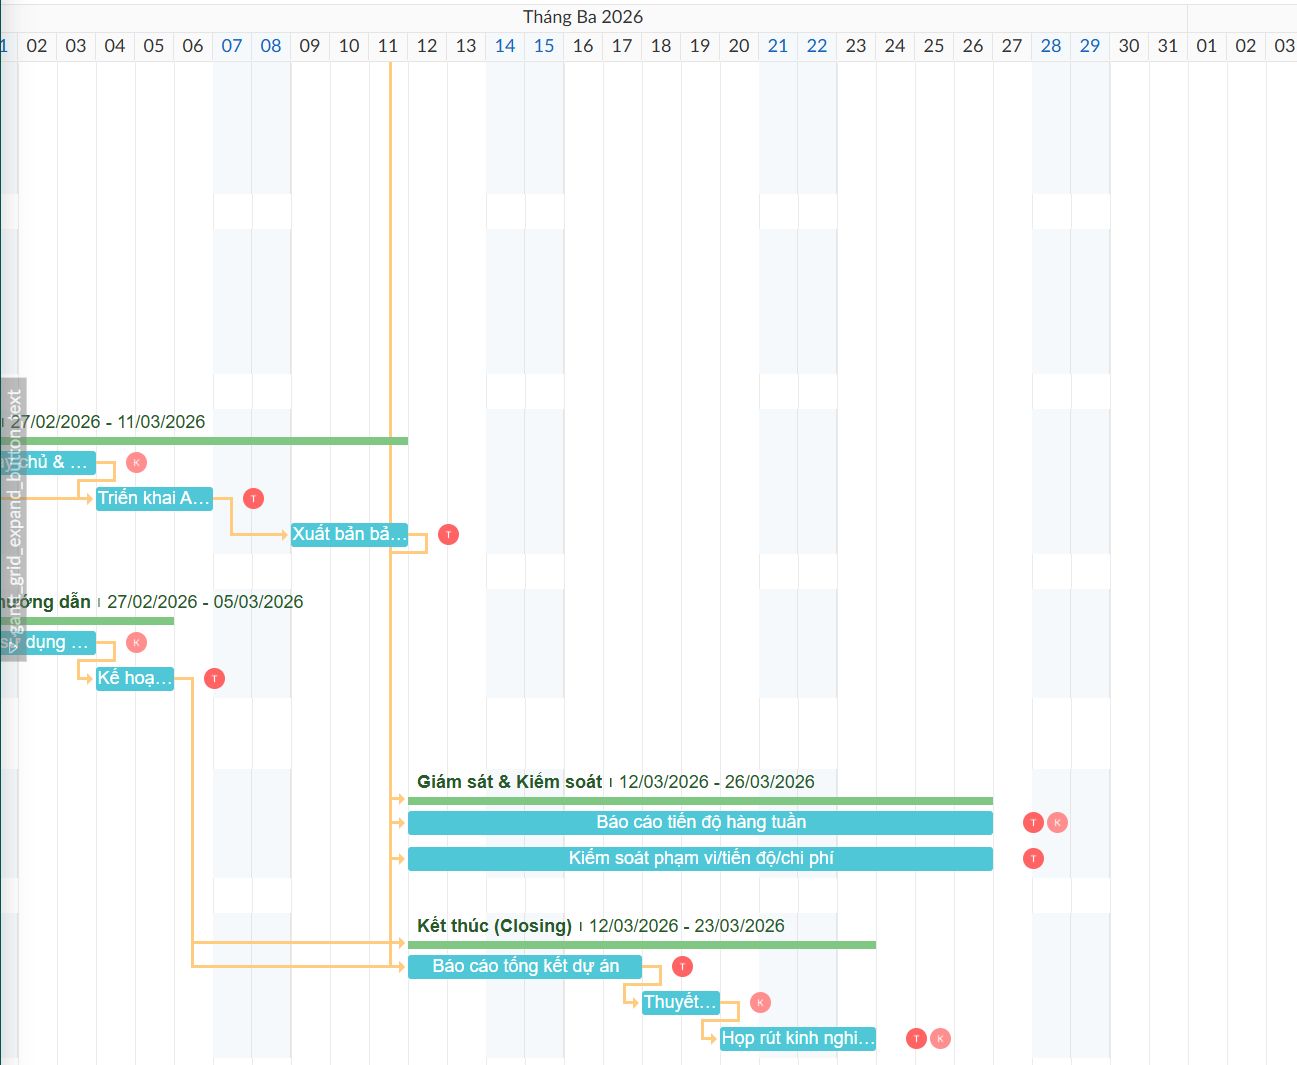 Tháng Ba 2026
1 02 03 04 05 06 07 08 09 10 11 12 13 14 15 16 17 18 19 20 21 22 23 24 25 26 27 28 29 30 31 01 02 03
27/02/2026 - 11/03/2026
chủ & ... K
Triển khai A... T
Xuất bản bả... T
gantt_grid_expand_button_text
hướng dẫn 27/02/2026 - 05/03/2026
sử dụng ... K
Kế hoạ... T
Giám sát & Kiểm soát 12/03/2026 - 26/03/2026
Báo cáo tiến độ hàng tuần T K
Kiểm soát phạm vi/tiến độ/chi phí T
Kết thúc (Closing) 12/03/2026 - 23/03/2026
Báo cáo tổng kết dự án T
Thuyết... K
Họp rút kinh nghi... T K